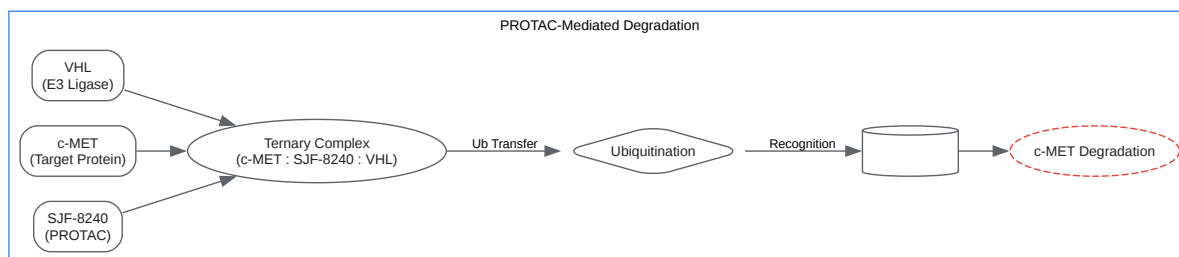 PROTAC-Mediated Degradation
VHL
(E3 Ligase)
c-MET
(Target Protein)
SJF-8240
(PROTAC)
Ternary Complex
(c-MET : SJF-8240 : VHL)
Ub Transfer
Ubiquitination
Recognition
c-MET Degradation